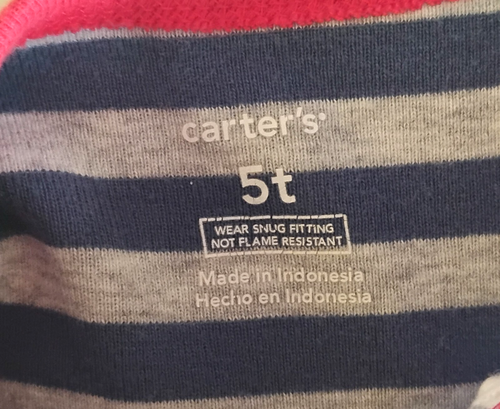 carter's
5t
WEAR SNUG FITTING
NOT FLAME RESISTANT
Made in Indonesia
Hecho en Indonesia